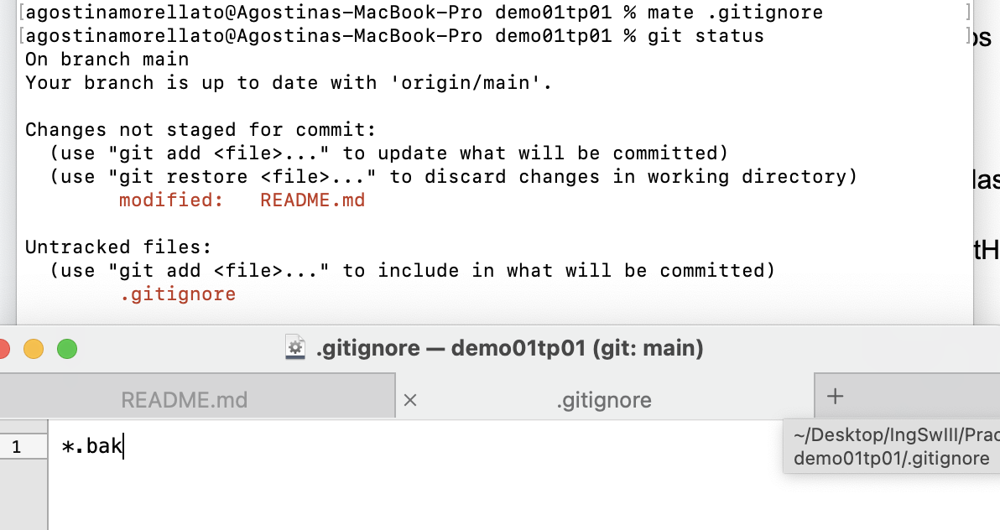 [agostinamorellato@Agostinas-MacBook-Pro demo01tp01 % mate .gitignore ]
[agostinamorellato@Agostinas-MacBook-Pro demo01tp01 % git status ]
On branch main
Your branch is up to date with 'origin/main'.
Changes not staged for commit:
(use "git add <file>..." to update what will be committed)
(use "git restore <file>..." to discard changes in working directory)
modified: README.md
Untracked files:
(use "git add <file>..." to include in what will be committed)
.gitignore
.gitignore — demo01tp01 (git: main)
README.md × .gitignore +
1 *.bak
~/Desktop/IngSwIII/Prac
demo01tp01/.gitignore